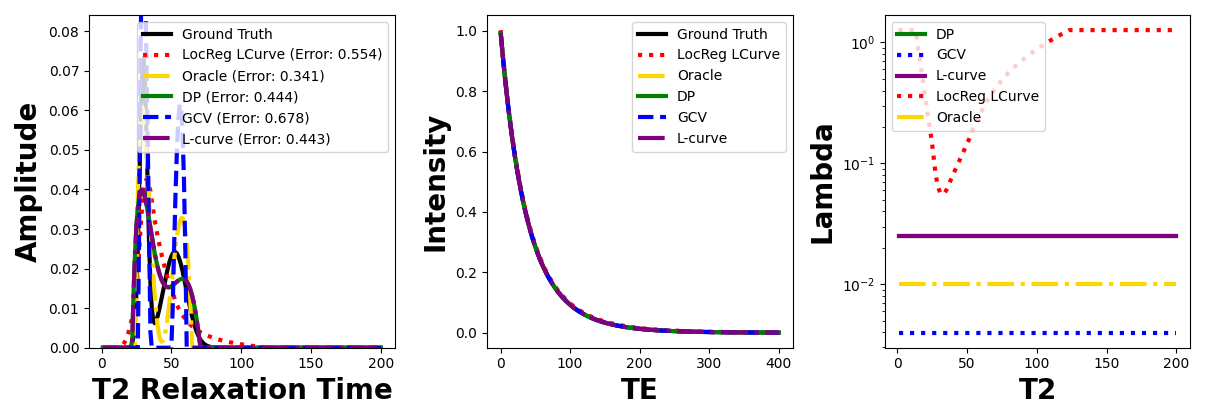 0.08
0.07
0.06
0.05
0.04
0.03
0.02
0.01
0.00
Amplitude
0
50
100
150
200
T2 Relaxation Time
Ground Truth
LocReg LCurve (Error: 0.554)
Oracle (Error: 0.341)
DP (Error: 0.444)
GCV (Error: 0.678)
L-curve (Error: 0.443)
1.0
0.8
0.6
0.4
0.2
0.0
Intensity
0
100
200
300
400
TE
Ground Truth
LocReg LCurve
Oracle
DP
GCV
L-curve
10⁰
10⁻¹
10⁻²
Lambda
0
50
100
150
200
T2
DP
GCV
L-curve
LocReg LCurve
Oracle